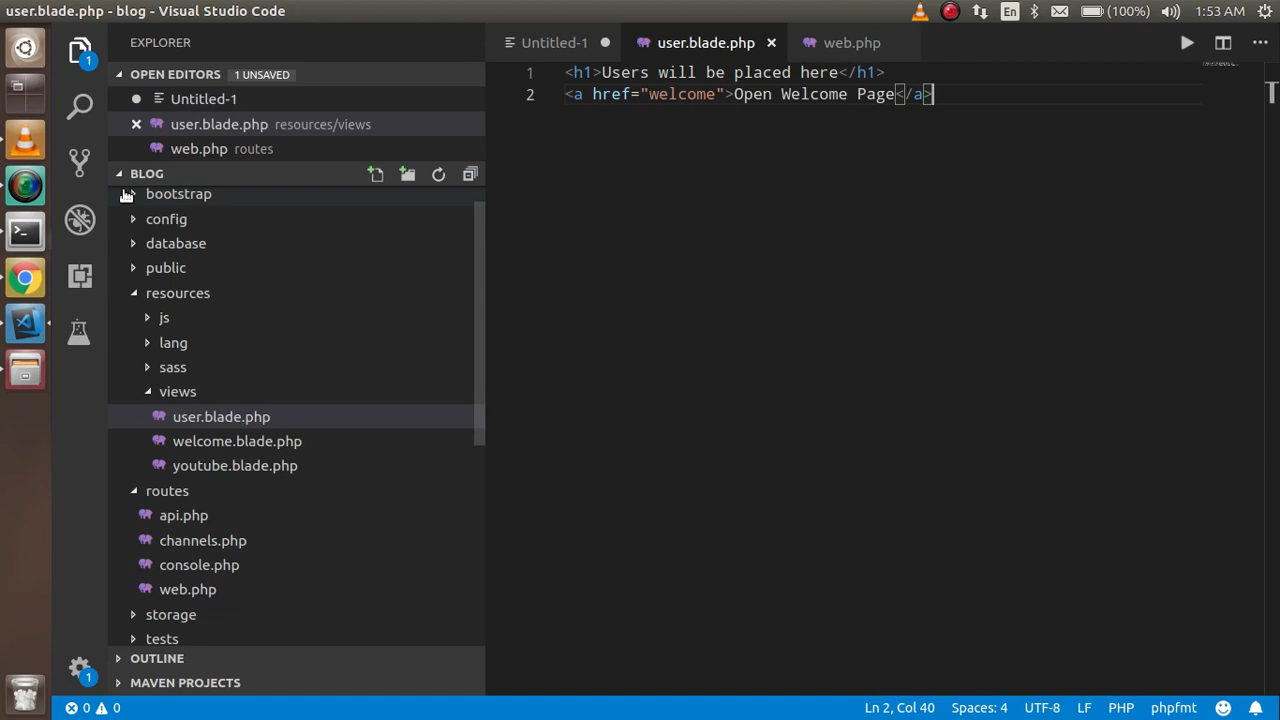 user.blade.php - blog - Visual Studio Code
En
(100%)
1:53 AM
EXPLORER
1
Untitled-1
user.blade.php
web.php
OPEN EDITORS
1 UNSAVED
Untitled-1
user.blade.php resources/views
web.php routes
BLOG
bootstrap
config
database
public
resources
js
lang
sass
views
user.blade.php
welcome.blade.php
youtube.blade.php
routes
api.php
channels.php
console.php
web.php
storage
tests
OUTLINE
MAVEN PROJECTS
1
1 <h1>Users will be placed here</h1>
2 <a href="welcome">Open Welcome Page</a>
0 0
Ln 2, Col 40
Spaces: 4
UTF-8
LF
PHP
phpfmt